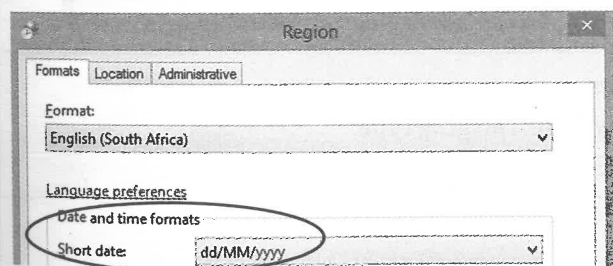 Region
Formats Location Administrative
Format:
English (South Africa)
Language preferences
Date and time formats
Short date: dd/MM/yyyy